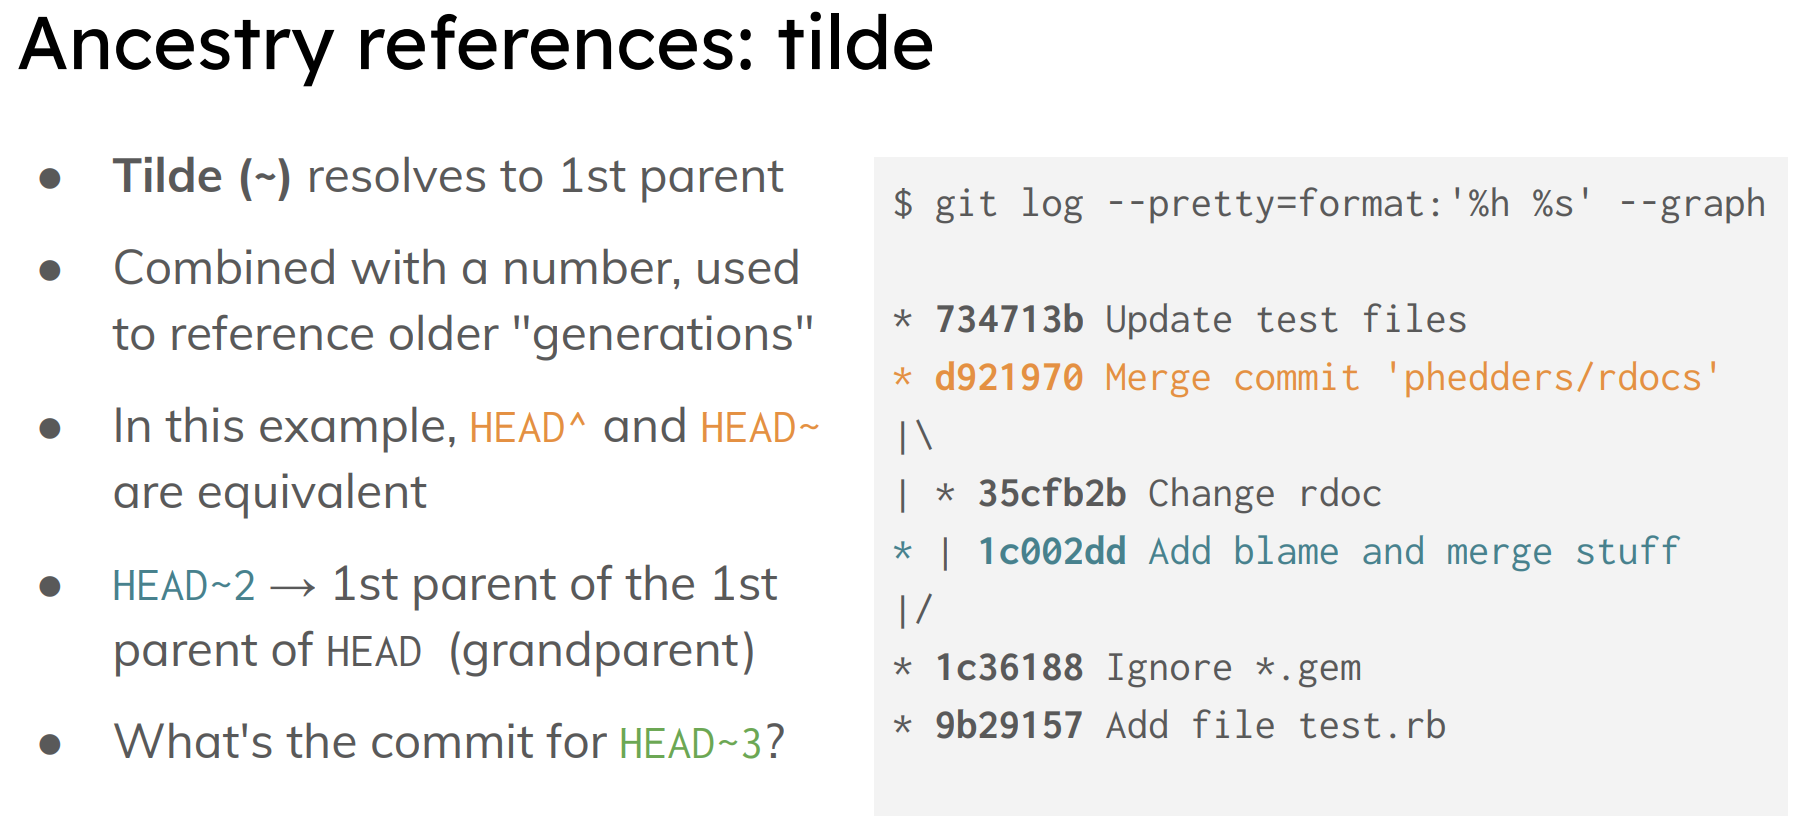 Ancestry references: tilde
● Tilde (~) resolves to 1st parent
● Combined with a number, used
to reference older "generations"
● In this example, HEAD^ and HEAD~
are equivalent
● HEAD~2 → 1st parent of the 1st
parent of HEAD (grandparent)
● What's the commit for HEAD~3?
$ git log --pretty=format:'%h %s' --graph
* 734713b Update test files
* d921970 Merge commit 'phedders/rdocs'
|\
| * 35cfb2b Change rdoc
* | 1c002dd Add blame and merge stuff
|/
* 1c36188 Ignore *.gem
* 9b29157 Add file test.rb